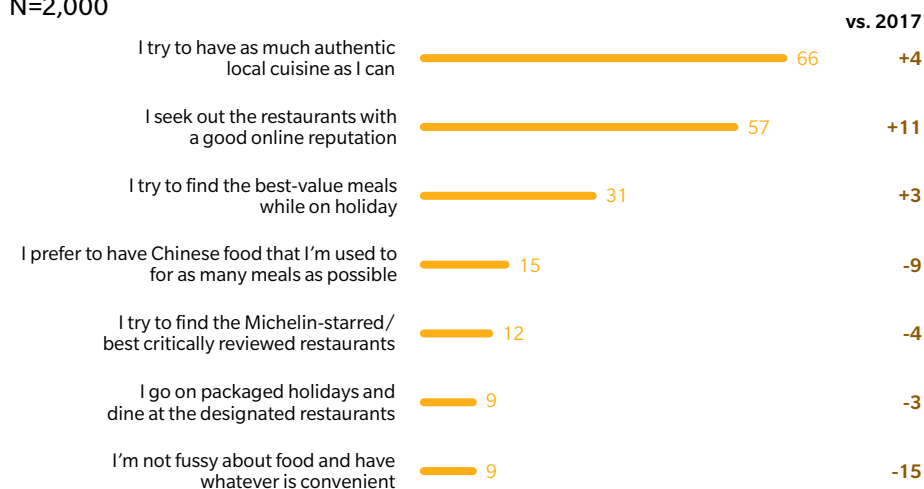 N=2,000
vs. 2017
I try to have as much authentic
local cuisine as I can
66
+4
I seek out the restaurants with
a good online reputation
57
+11
I try to find the best-value meals
while on holiday
31
+3
I prefer to have Chinese food that I'm used to
for as many meals as possible
15
-9
I try to find the Michelin-starred/
best critically reviewed restaurants
12
-4
I go on packaged holidays and
dine at the designated restaurants
9
-3
I'm not fussy about food and have
whatever is convenient
9
-15